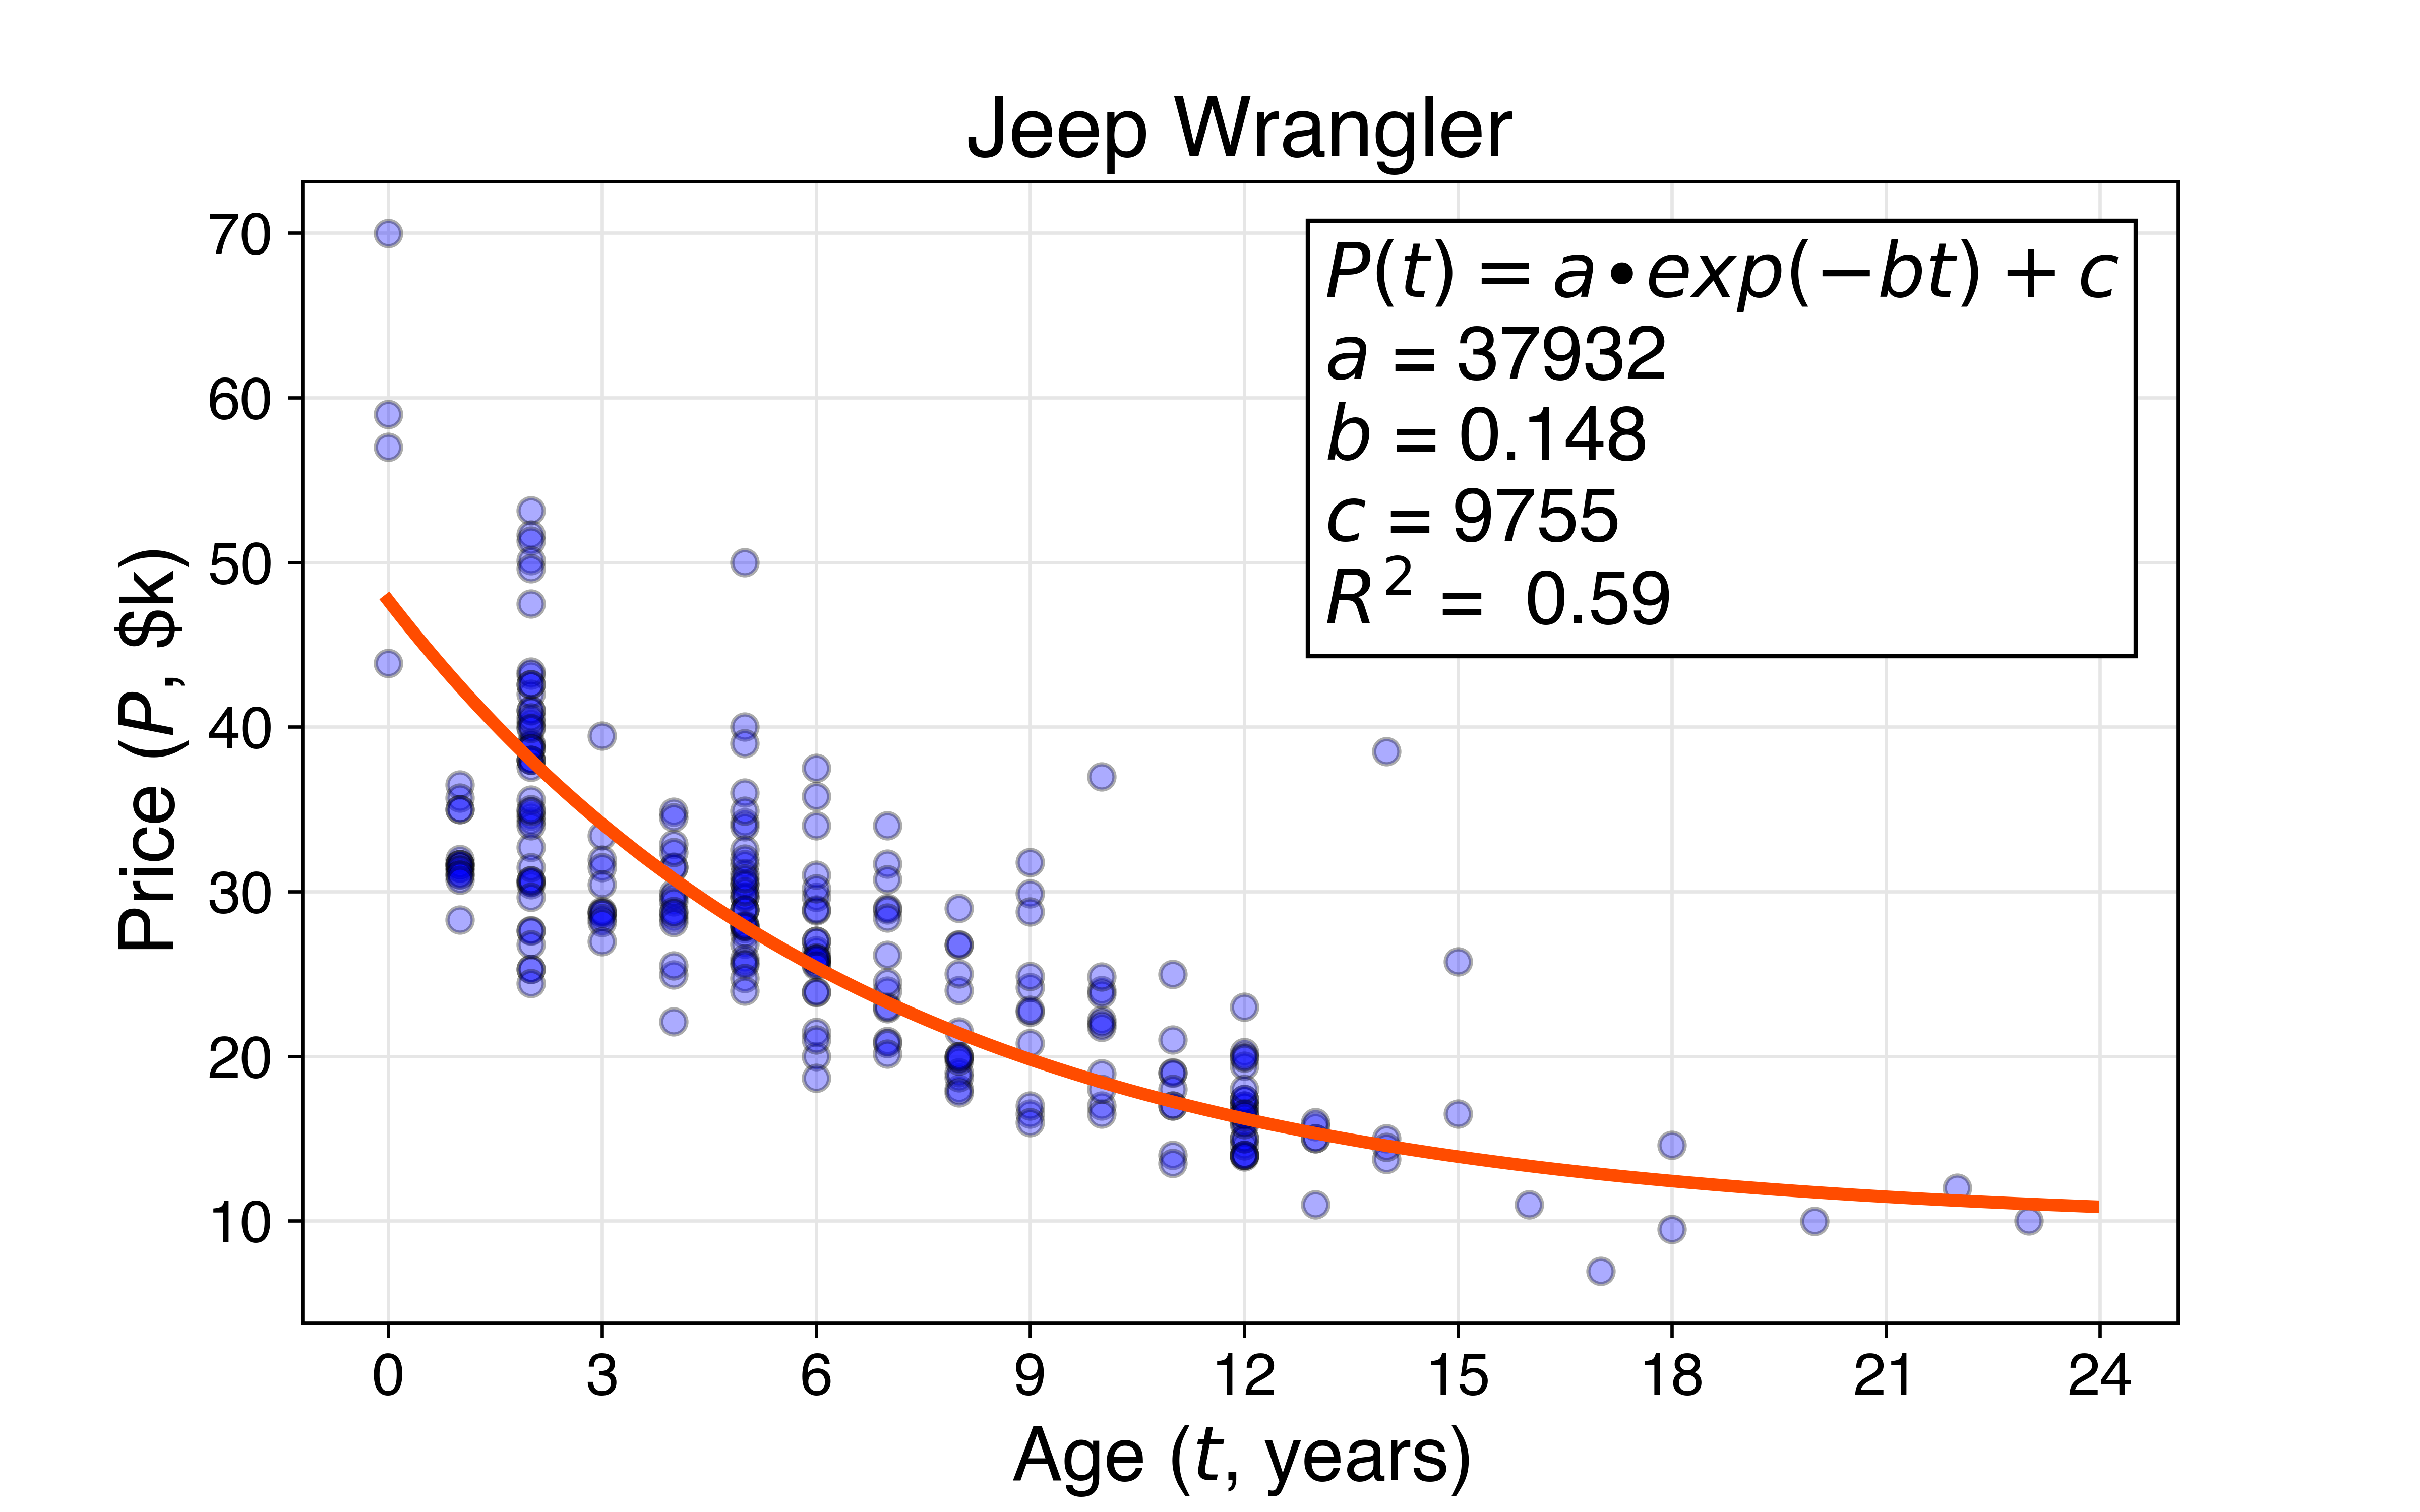 Jeep Wrangler
P(t) = a•exp(−bt) + c
a = 37932
b = 0.148
c = 9755
R² = 0.59
Price (P, $k)
70
60
50
40
30
20
10
0 3 6 9 12 15 18 21 24
Age (t, years)